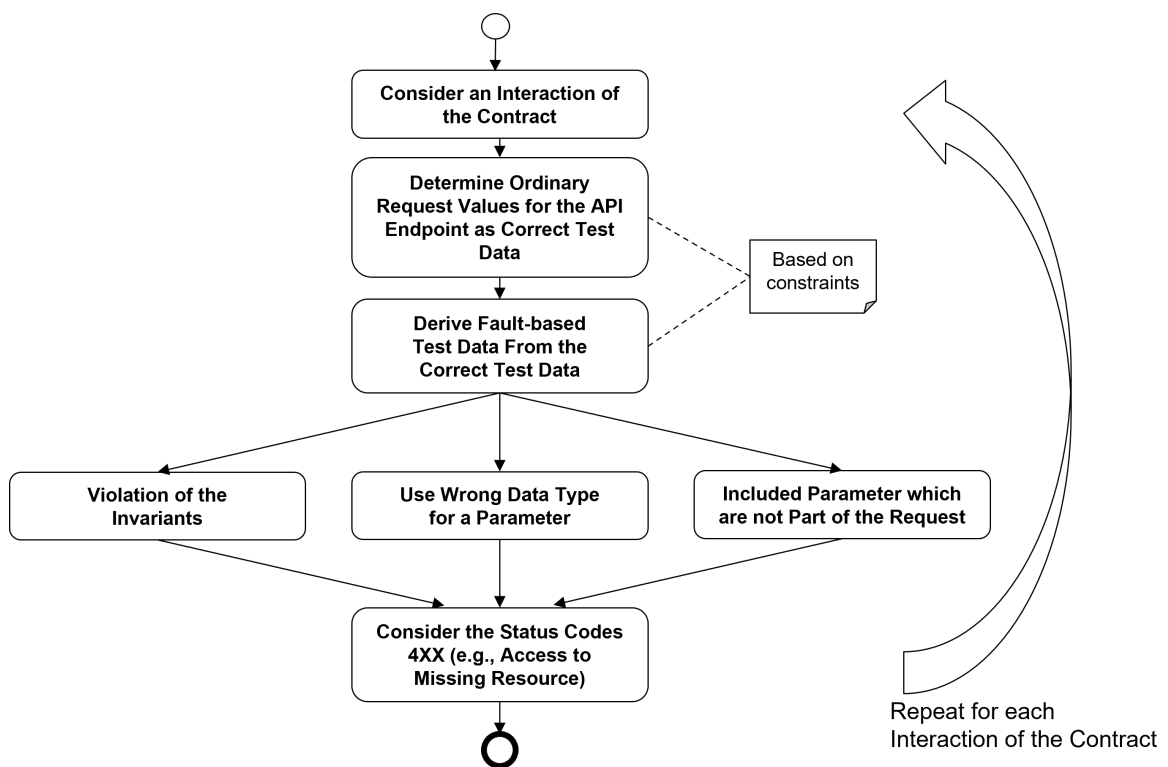 Consider an Interaction of
the Contract
Determine Ordinary
Request Values for the API
Endpoint as Correct Test
Data
Based on
constraints
Derive Fault-based
Test Data From the
Correct Test Data
Violation of the
Invariants
Use Wrong Data Type
for a Parameter
Included Parameter which
are not Part of the Request
Consider the Status Codes
4XX (e.g., Access to
Missing Resource)
Repeat for each
Interaction of the Contract